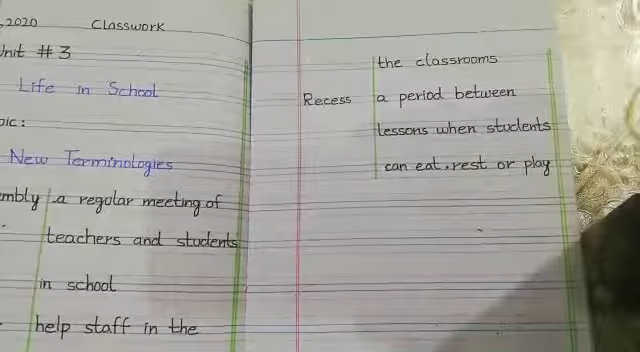 , 2020 Classwork
Unit # 3
Life in School
New Terminologies
a regular meeting of
teachers and students
in school
help staff in the
the classrooms
Recess a period between
lessons when students
can eat, rest or play